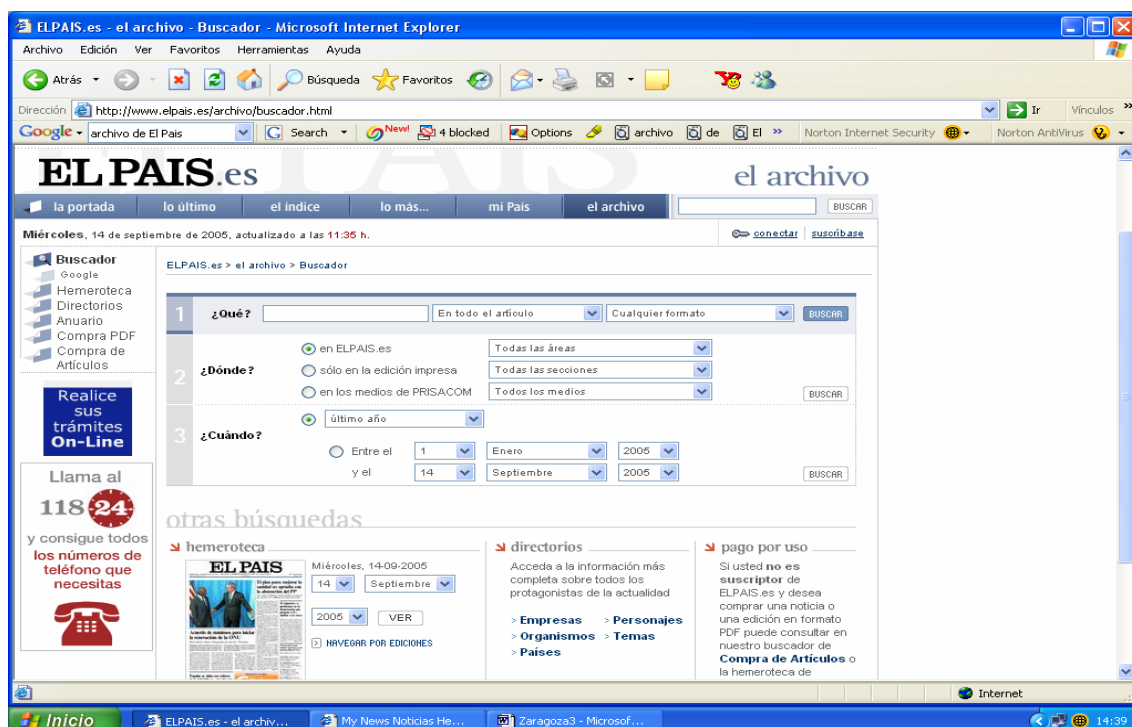 ELPAIS.es - el archivo - Buscador - Microsoft Internet Explorer
Archivo Edición Ver Favoritos Herramientas Ayuda
Atrás Búsqueda Favoritos
Dirección http://www.elpais.es/archivo/buscador.html Ir Vínculos »
Google archivo de El Pais G Search New! 4 blocked Options archivo de El » Norton Internet Security Norton AntiVirus
EL PAIS.es el archivo
la portada lo último el índice lo más... mi País el archivo BUSCAR
Miércoles, 14 de septiembre de 2005, actualizado a las 11:35 h. conectar suscríbase
Buscador
Google
Hemeroteca
Directorios
Anuario
Compra PDF
Compra de
Artículos
ELPAIS.es > el archivo > Buscador
1 ¿Qué? En todo el artículo Cualquier formato BUSCAR
2 ¿Dónde?
en ELPAIS.es Todas las áreas
sólo en la edición impresa Todas las secciones
en los medios de PRISACOM Todos los medios BUSCAR
3 ¿Cuándo?
último año
Entre el 1 Enero 2005
y el 14 Septiembre 2005 BUSCAR
Realice
sus
trámites
On-Line
Llama al
118 24
y consigue todos
los números de
teléfono que
necesitas
otras búsquedas
hemeroteca
EL PAIS
Miércoles, 14-09-2005
14 Septiembre
2005 VER
NAVEGAR POR EDICIONES
directorios
Acceda a la información más
completa sobre todos los
protagonistas de la actualidad
> Empresas > Personajes
> Organismos > Temas
> Países
pago por uso
Si usted no es
suscriptor de
ELPAIS.es y desea
comprar una noticia o
una edición en formato
PDF puede consultar en
nuestro buscador de
Compra de Artículos o
la hemeroteca de
Internet
Inicio ELPAIS.es - el archiv... My News Noticias He... Zaragoza3 - Microsof... 14:39